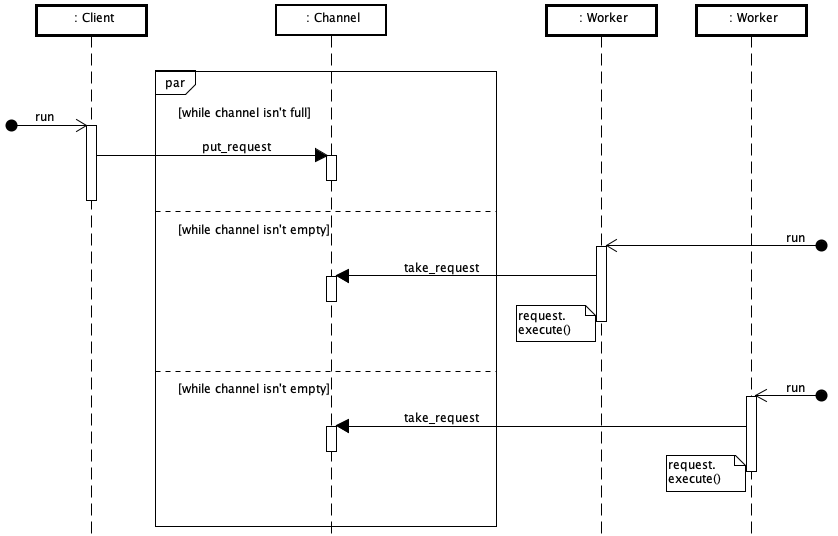 : Client
: Channel
: Worker
: Worker
par
[while channel isn't full]
run
put_request
[while channel isn't empty]
run
take_request
request.
execute()
[while channel isn't empty]
run
take_request
request.
execute()